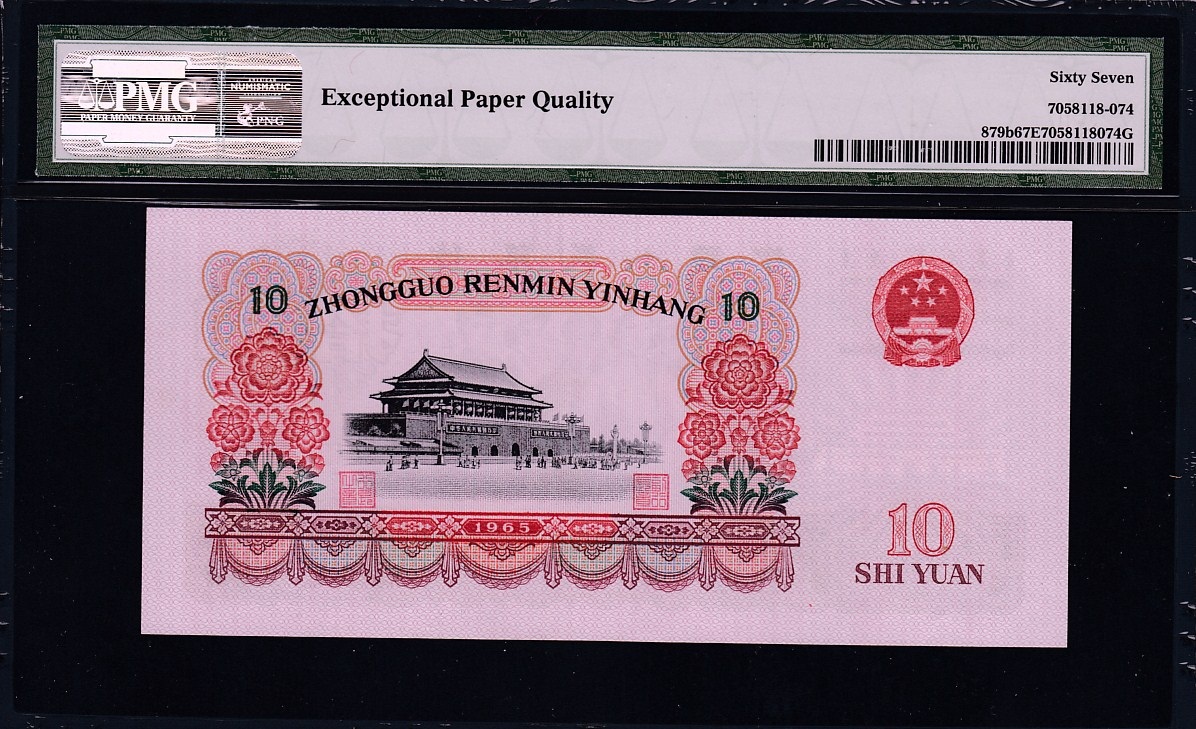 PMG
PAPER MONEY GUARANTY
NUMISMATIC
PNG
Exceptional Paper Quality
Sixty Seven
7058118-074
879b67E7058118074G
10 ZHONGGUO RENMIN YINHANG 10
1965
10
SHI YUAN